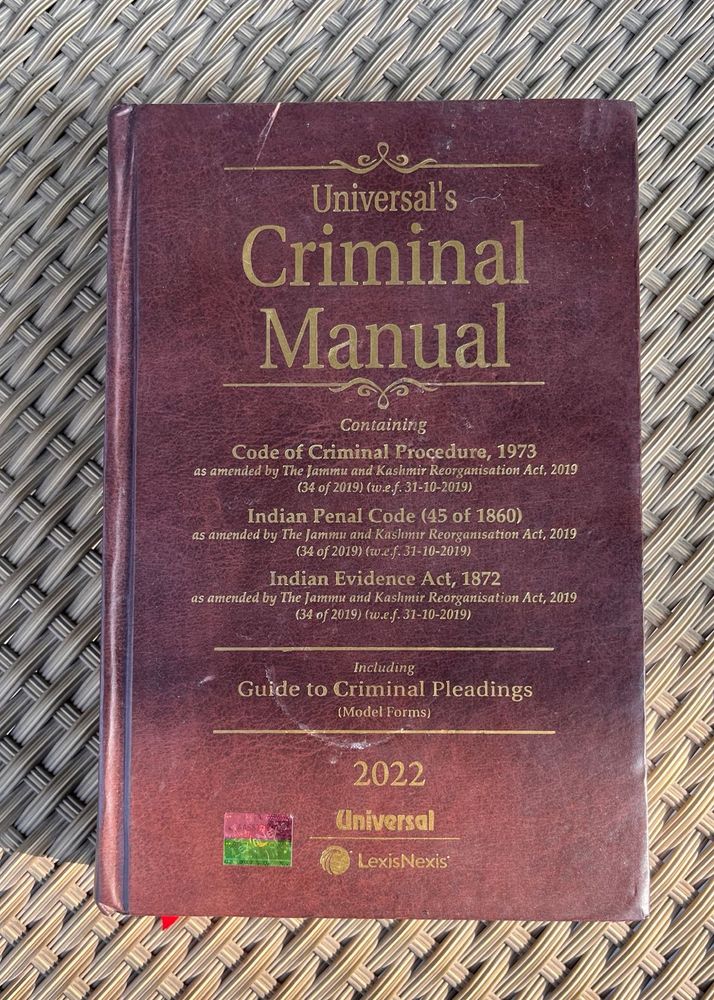 Universal's
Criminal
Manual
Containing
Code of Criminal Procedure, 1973
as amended by The Jammu and Kashmir Reorganisation Act, 2019
(34 of 2019) (w.e.f. 31-10-2019)
Indian Penal Code (45 of 1860)
as amended by The Jammu and Kashmir Reorganisation Act, 2019
(34 of 2019) (w.e.f. 31-10-2019)
Indian Evidence Act, 1872
as amended by The Jammu and Kashmir Reorganisation Act, 2019
(34 of 2019) (w.e.f. 31-10-2019)
Including
Guide to Criminal Pleadings
(Model Forms)
2022
Universal
LexisNexis®